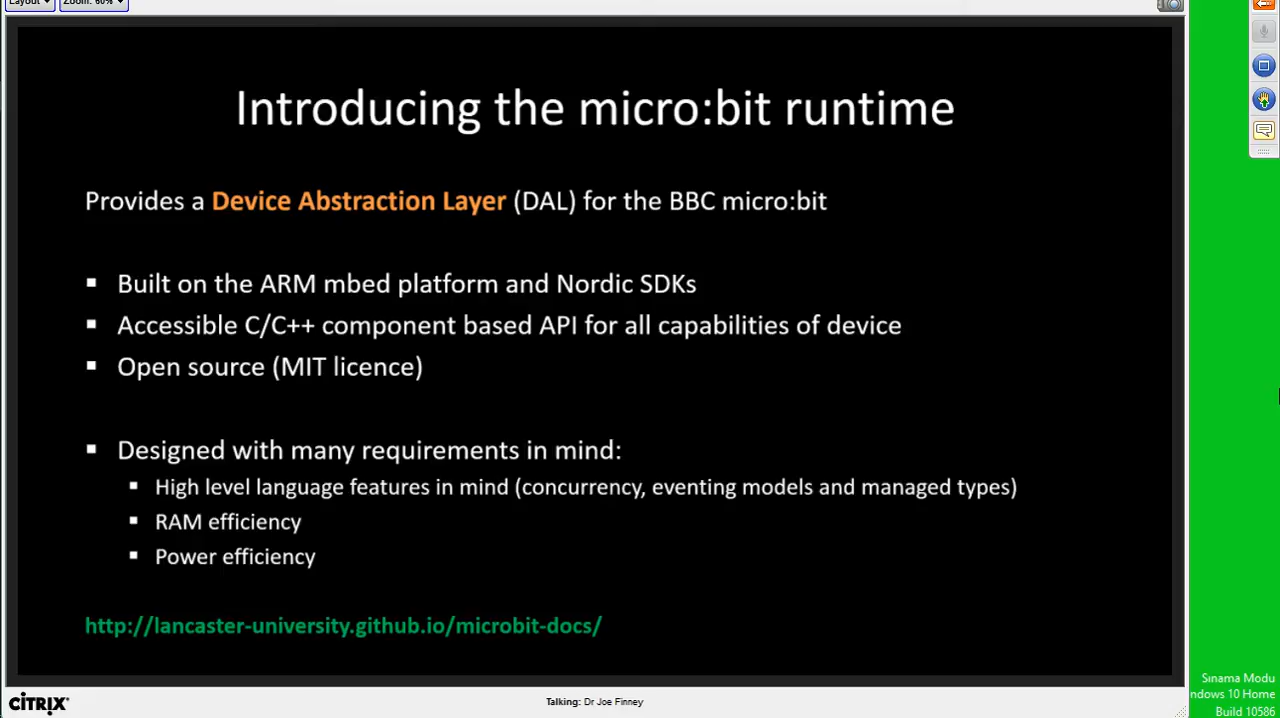 Layout
Zoom: 60%
Introducing the micro:bit runtime
Provides a Device Abstraction Layer (DAL) for the BBC micro:bit
Built on the ARM mbed platform and Nordic SDKs
Accessible C/C++ component based API for all capabilities of device
Open source (MIT licence)
Designed with many requirements in mind:
High level language features in mind (concurrency, eventing models and managed types)
RAM efficiency
Power efficiency
http://lancaster-university.github.io/microbit-docs/
CITRIX
Talking: Dr Joe Finney
Sınama Modu
ndows 10 Home
Build 10586